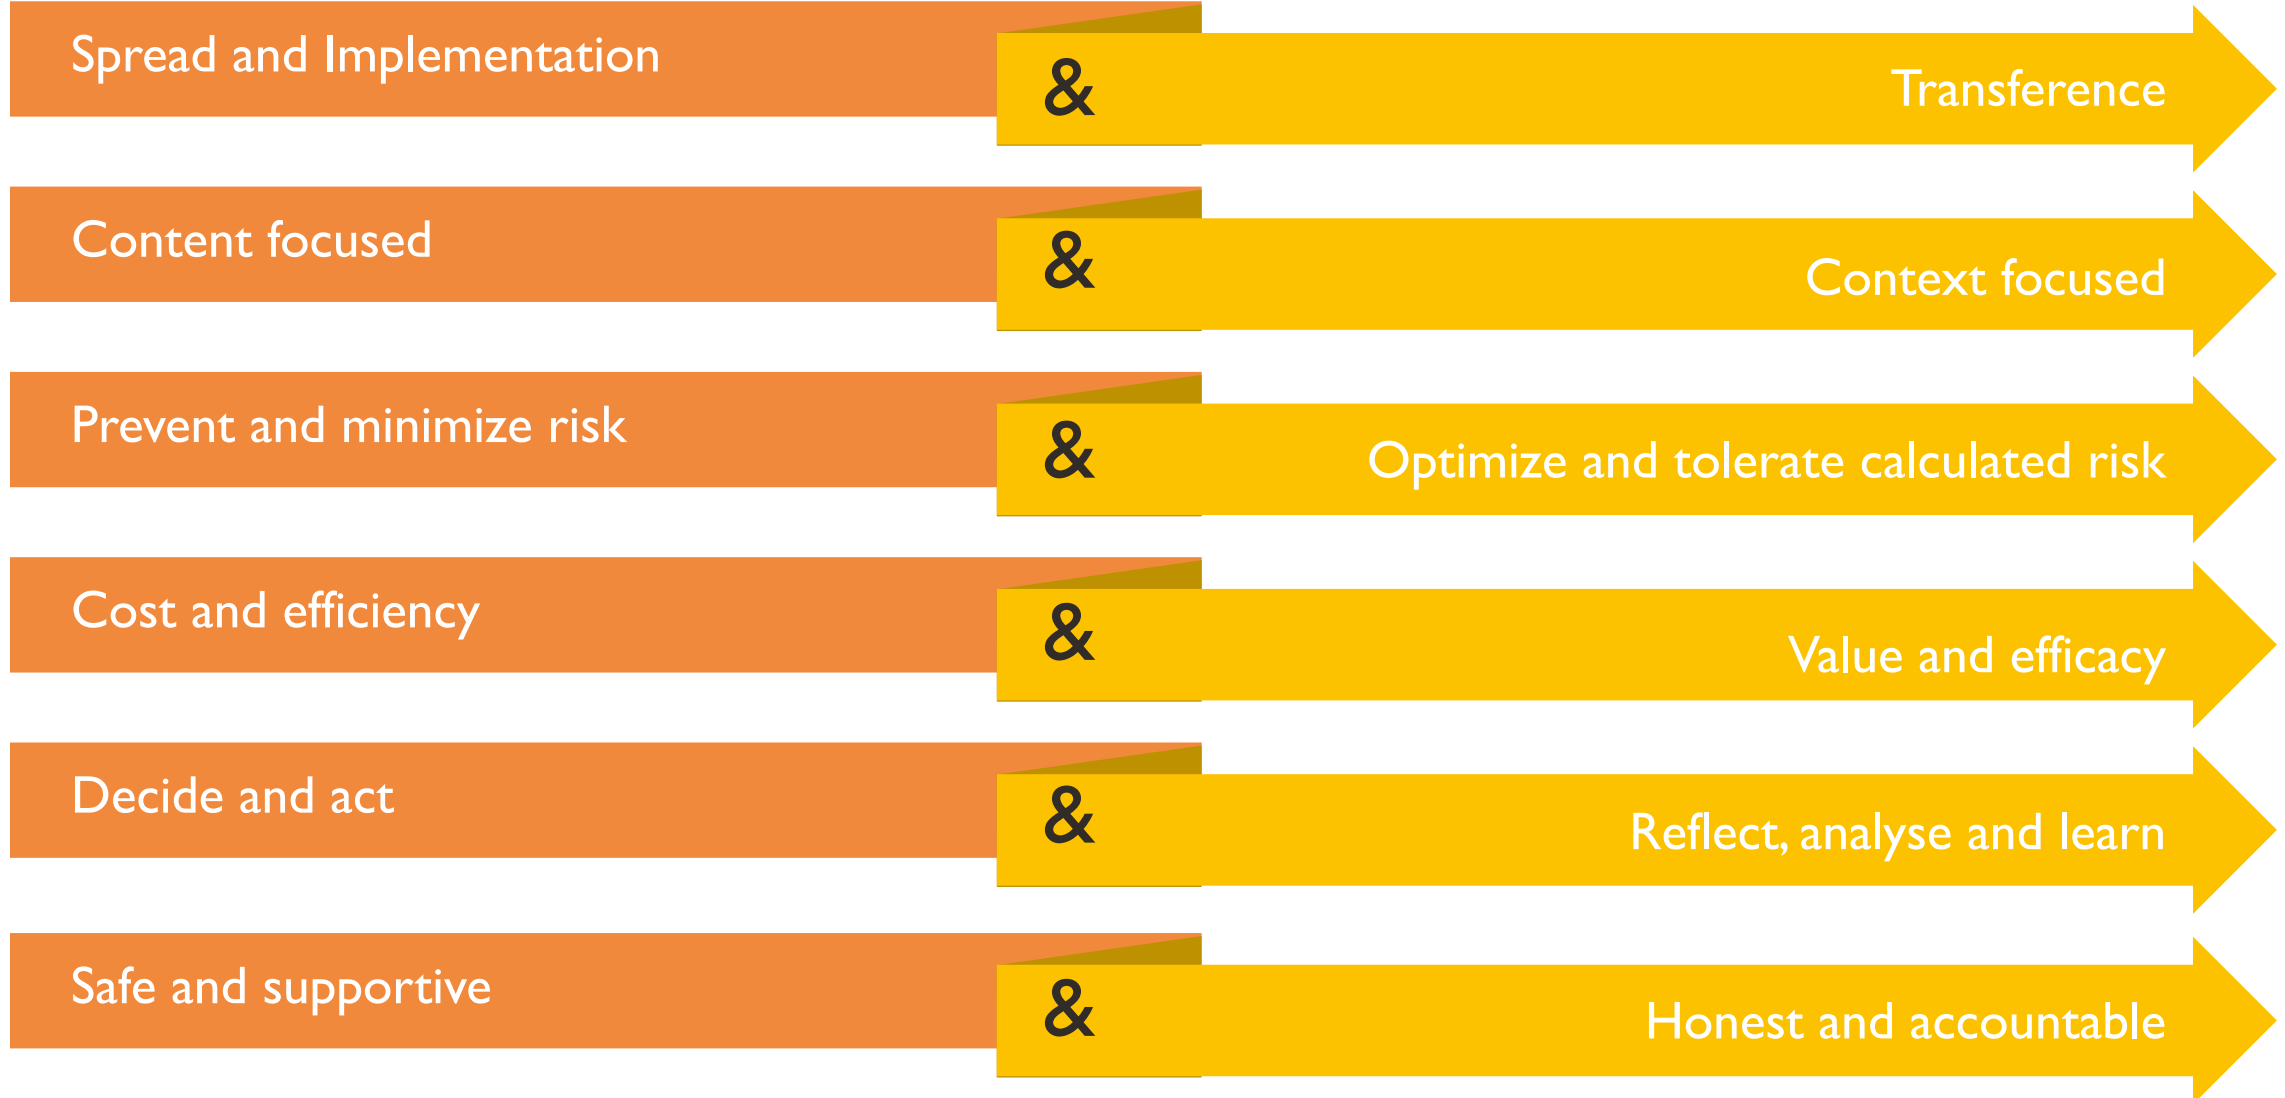 Spread and Implementation
&
Transference
Content focused
&
Context focused
Prevent and minimize risk
&
Optimize and tolerate calculated risk
Cost and efficiency
&
Value and efficacy
Decide and act
&
Reflect, analyse and learn
Safe and supportive
&
Honest and accountable